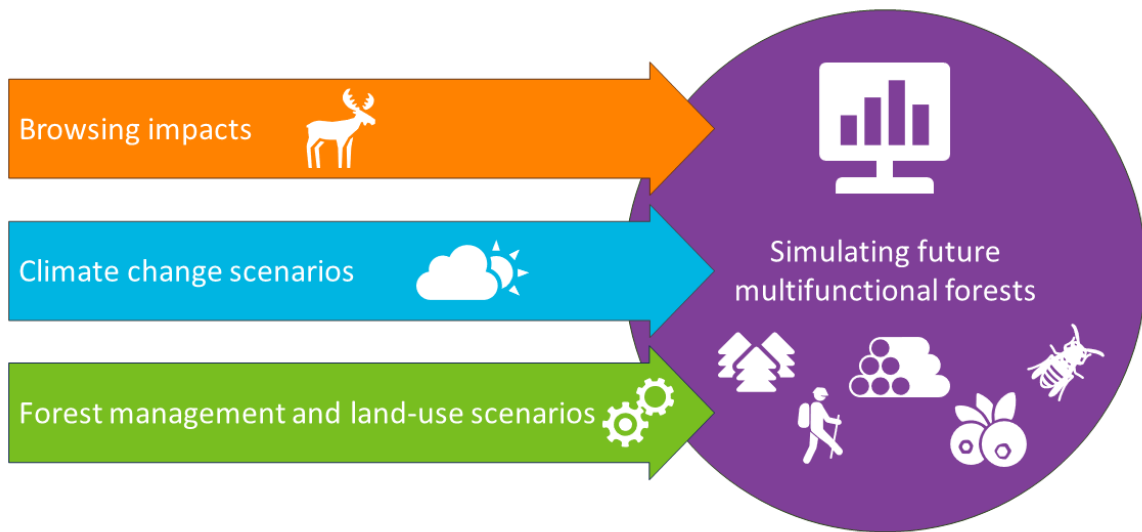 Browsing impacts
Climate change scenarios
Forest management and land-use scenarios
Simulating future
multifunctional forests